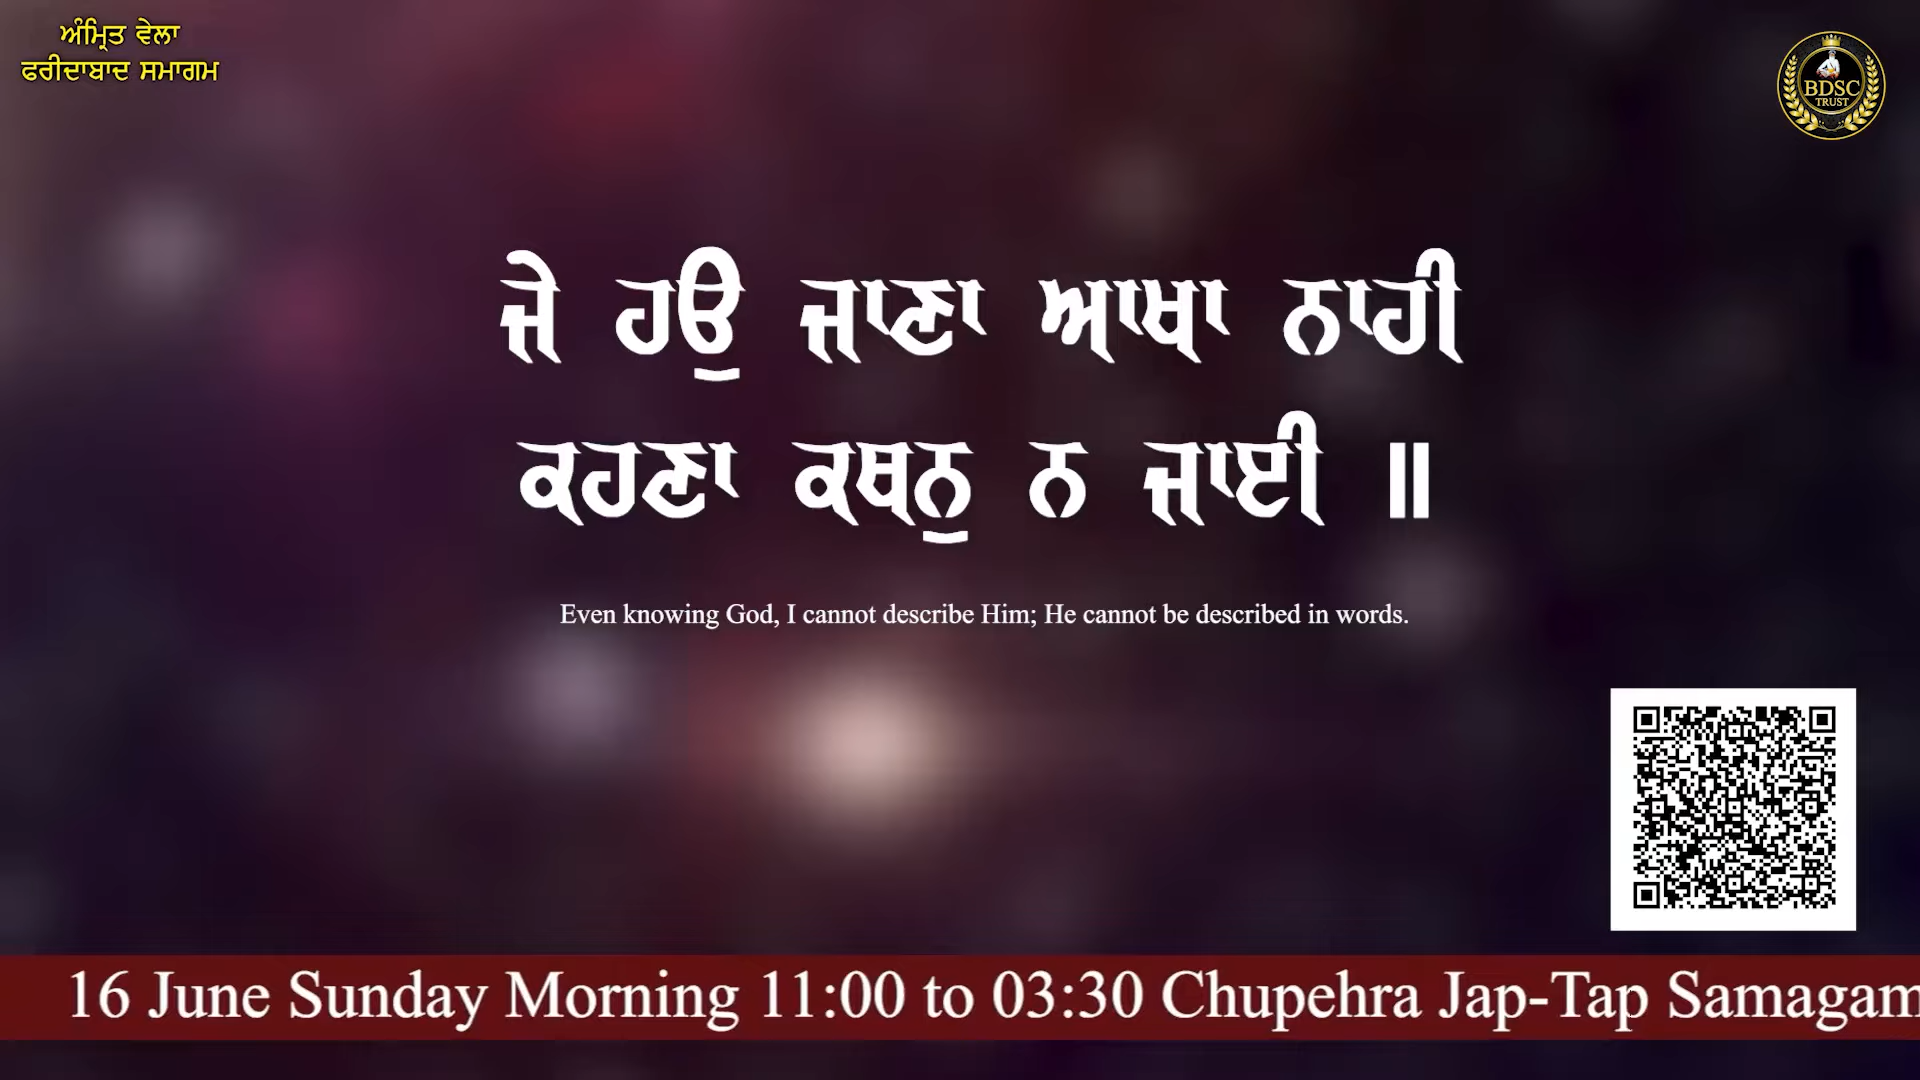 ਅੰਮ੍ਰਿਤ ਵੇਲਾ
ਫਰੀਦਾਬਾਦ ਸਮਾਗਮ
BDSC
TRUST
ਜੇ ਹਉ ਜਾਣਾ ਆਖਾ ਨਾਹੀ
ਕਹਣਾ ਕਥਨੁ ਨ ਜਾਈ ॥
Even knowing God, I cannot describe Him; He cannot be described in words.
16 June Sunday Morning 11:00 to 03:30 Chupehra Jap-Tap Samagam